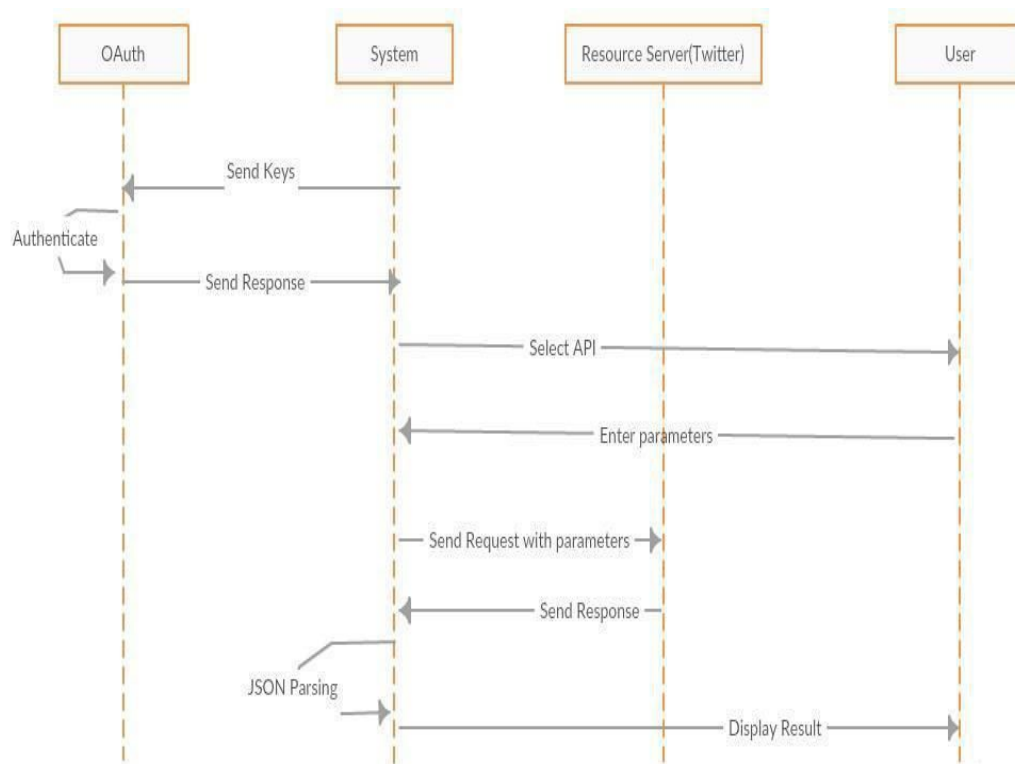 OAuth
System
Resource Server(Twitter)
User
Send Keys
Authenticate
Send Response
Select API
Enter parameters
Send Request with parameters
Send Response
JSON Parsing
Display Result